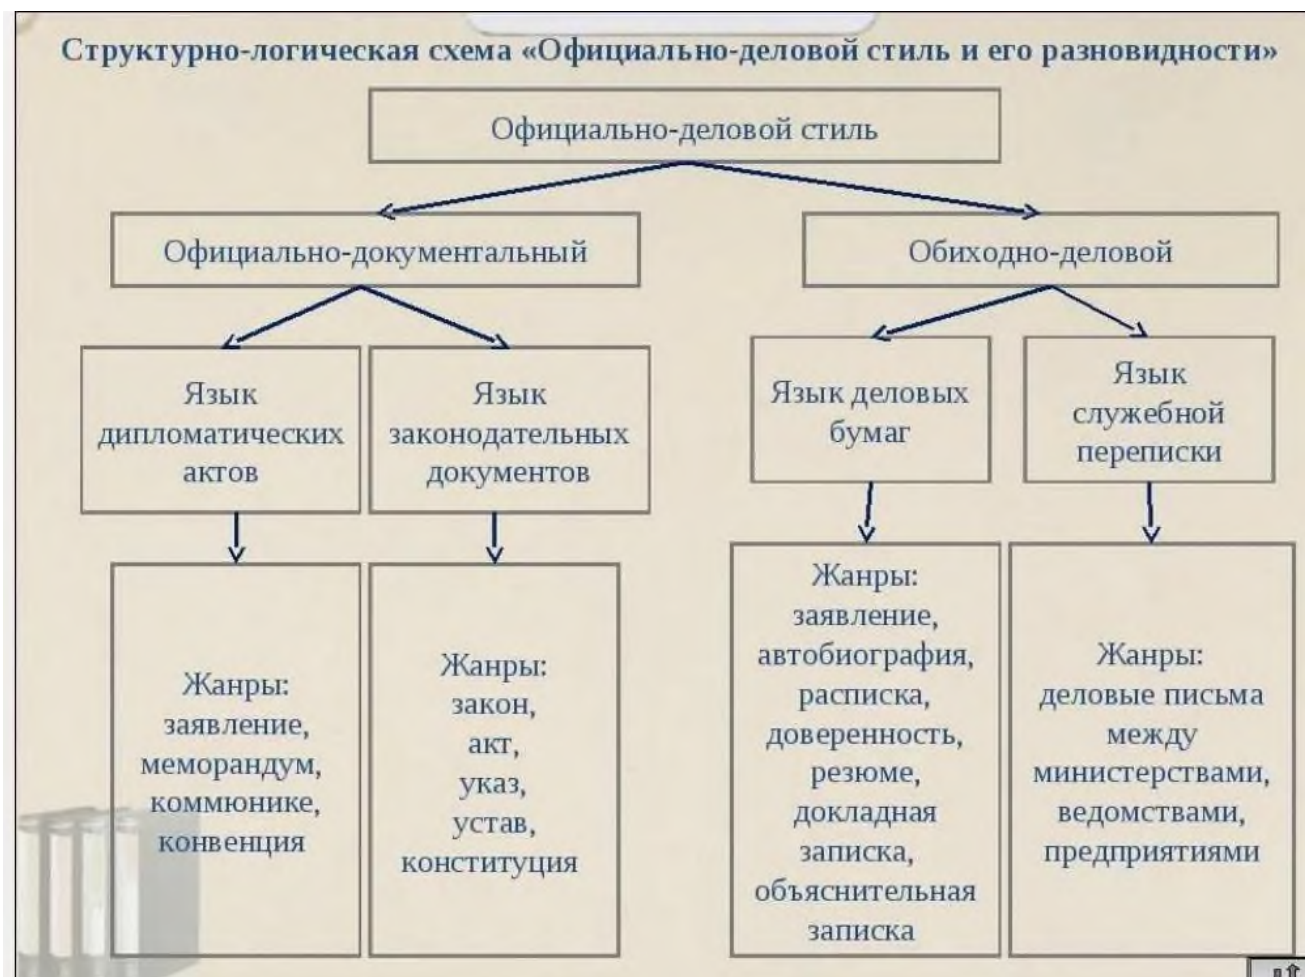 Структурно-логическая схема «Официально-деловой стиль и его разновидности»
Официально-деловой стиль
Официально-документальный
Обиходно-деловой
Язык
дипломатических
актов
Язык
законодательных
документов
Язык деловых
бумаг
Язык
служебной
переписки
Жанры:
заявление,
меморандум,
коммюнике,
конвенция
Жанры:
закон,
акт,
указ,
устав,
конституция
Жанры:
заявление,
автобиография,
расписка,
доверенность,
резюме,
докладная
записка,
объяснительная
записка
Жанры:
деловые письма
между
министерствами,
ведомствами,
предприятиями